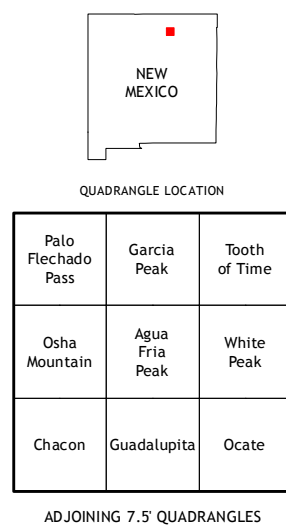 NEW
MEXICO
QUADRANGLE LOCATION
Palo
Flechado
Pass
Garcia
Peak
Tooth
of Time
Osha
Mountain
Agua
Fria
Peak
White
Peak
Chacon
Guadalupita
Ocate
ADJOINING 7.5' QUADRANGLES